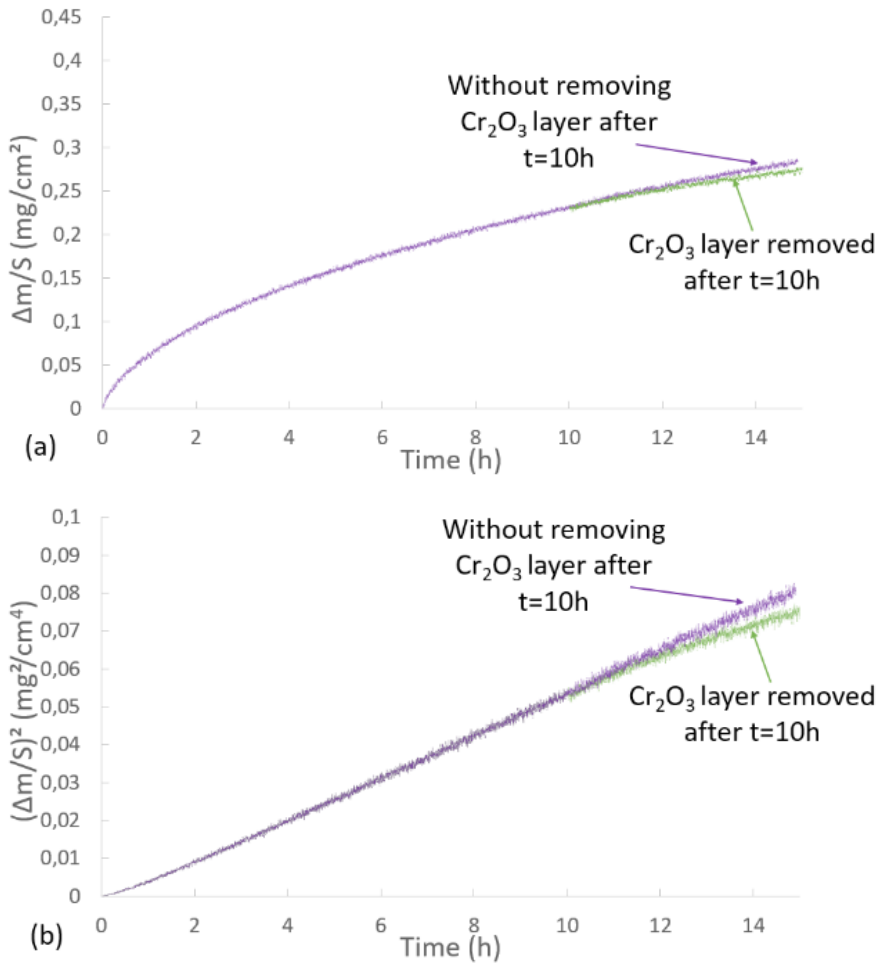 0,45
0,4
0,35
0,3
0,25
0,2
0,15
0,1
0,05
0
Δm/S (mg/cm²)
Without removing
Cr₂O₃ layer after
t=10h
Cr₂O₃ layer removed
after t=10h
0 2 4 6 8 10 12 14
Time (h)
(a)
0,1
0,09
0,08
0,07
0,06
0,05
0,04
0,03
0,02
0,01
0
(Δm/S)² (mg²/cm⁴)
Without removing
Cr₂O₃ layer after
t=10h
Cr₂O₃ layer removed
after t=10h
0 2 4 6 8 10 12 14
Time (h)
(b)